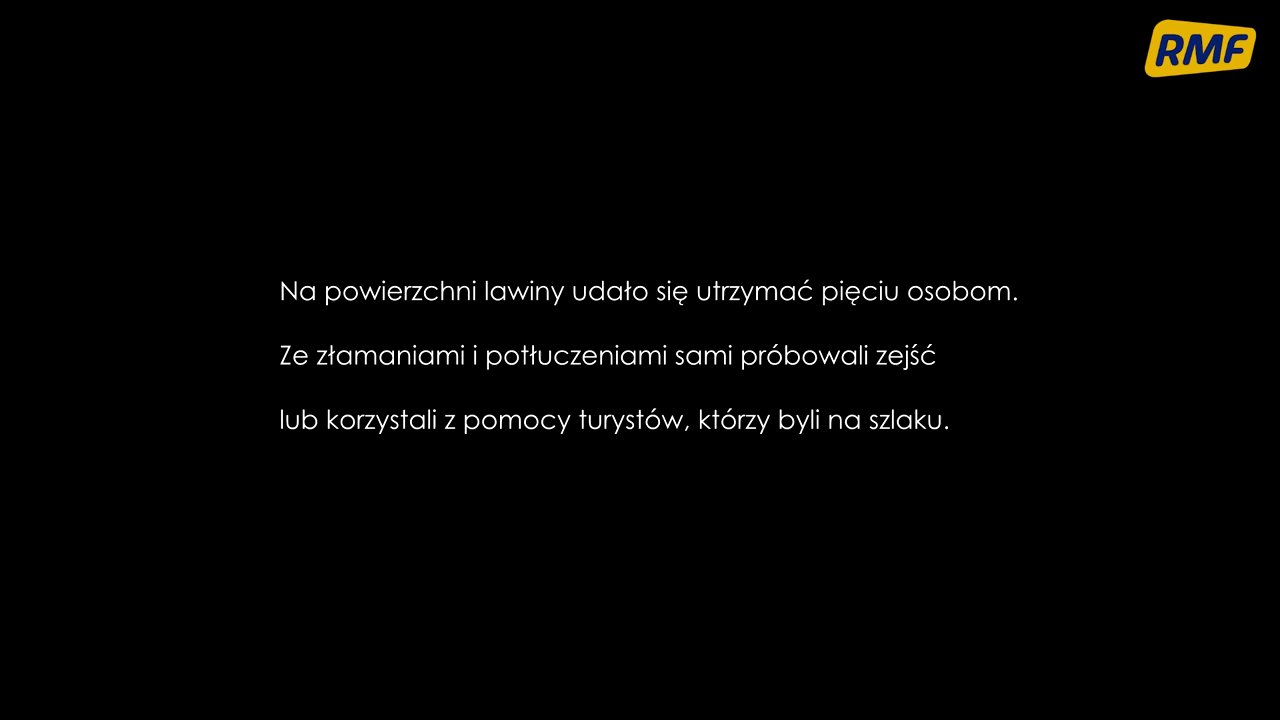 RMF
Na powierzchni lawiny udało się utrzymać pięciu osobom.
Ze złamaniami i potłuczeniami sami próbowali zejść
lub korzystali z pomocy turystów, którzy byli na szlaku.